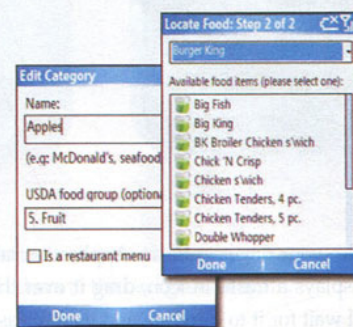 Locate Food: Step 2 of 2
Burger King
Available food items (please select one):
Big Fish
Big King
BK Broiler Chicken s'wich
Chick 'N Crisp
Chicken s'wich
Chicken Tenders, 4 pc.
Chicken Tenders, 5 pc.
Double Whopper
Done
Cancel
Edit Category
Name:
Apples
(e.g: McDonald's, seafood
USDA food group (optiona
5. Fruit
Is a restaurant menu
Done
Cancel